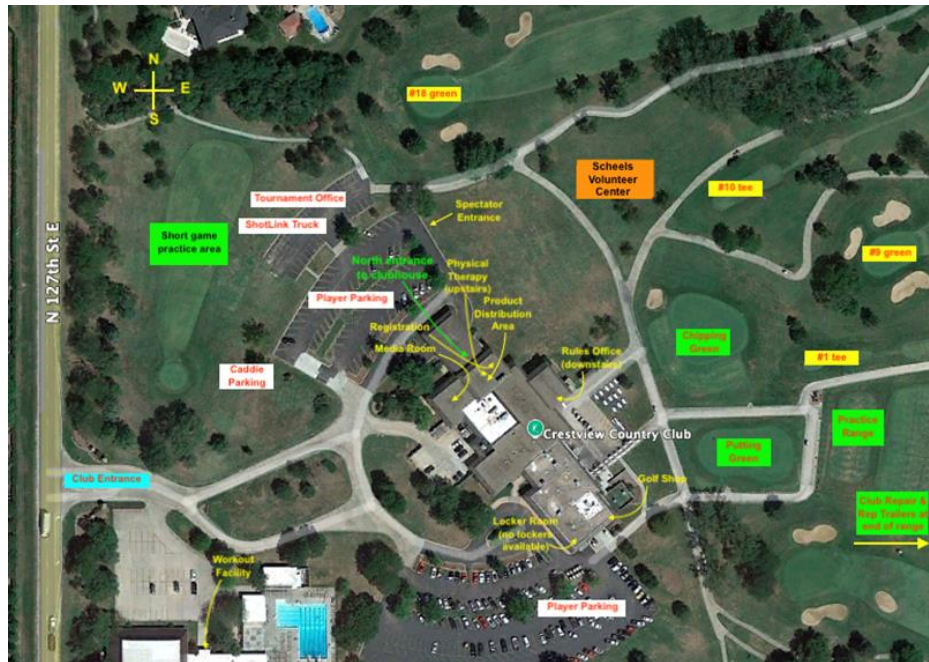 N
W E
S
#18 green
Scheels
Volunteer
Center
#10 tee
Tournament Office
Spectator
Entrance
ShotLink Truck
Short game
practice area
#9 green
North entrance
to clubhouse
Physical
Therapy
(upstairs)
Product
Distribution
Area
Player Parking
Registration
Media Room
Rules Office
(downstairs)
Chipping
Green
#1 tee
Caddie
Parking
N 127th St E
Crestview Country Club
Practice
Range
Putting
Green
Club Entrance
Golf Shop
Club Repair &
Rep Trailers at
end of range
Locker Room
(no lockers
available)
Workout
Facility
Player Parking